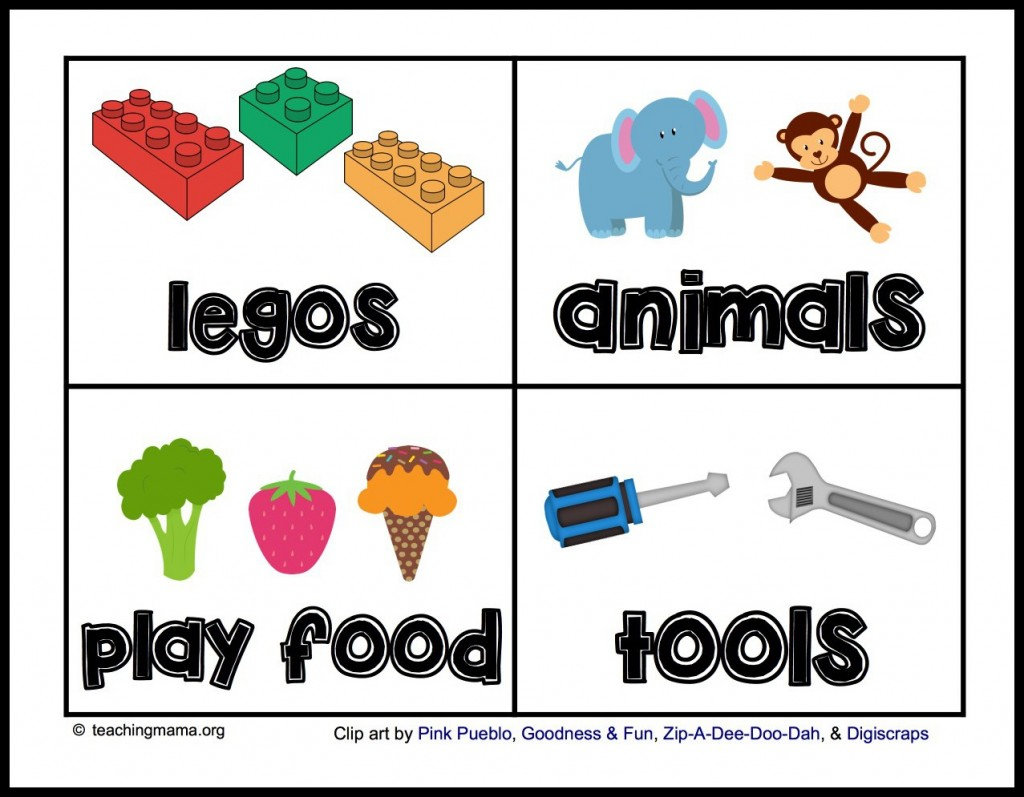 legos
animals
play food
tools
© teachingmama.org
Clip art by Pink Pueblo, Goodness & Fun, Zip-A-Dee-Doo-Dah, & Digiscraps